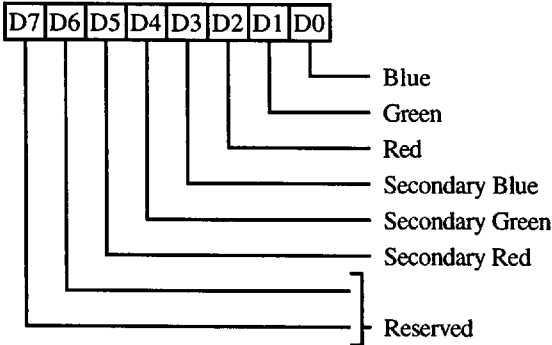 D7 D6 D5 D4 D3 D2 D1 D0
Blue
Green
Red
Secondary Blue
Secondary Green
Secondary Red
Reserved